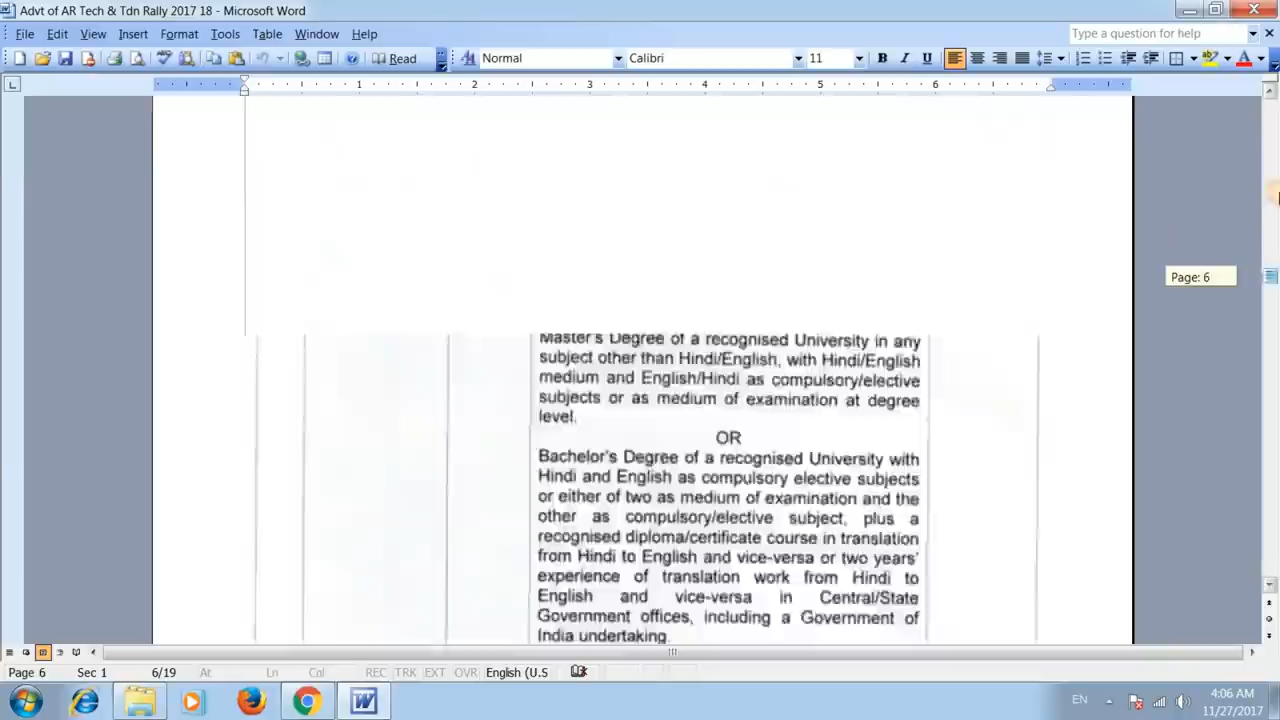 Advt of AR Tech & Tdn Rally 2017 18 - Microsoft Word
File Edit View Insert Format Tools Table Window Help
Type a question for help
Read Normal Calibri 11 B I U
1 2 3 4 5 6
Page: 6
Master's Degree of a recognised University in any
subject other than Hindi/English, with Hindi/English
medium and English/Hindi as compulsory/elective
subjects or as medium of examination at degree
level.
OR
Bachelor's Degree of a recognised University with
Hindi and English as compulsory elective subjects
or either of two as medium of examination and the
other as compulsory/elective subject, plus a
recognised diploma/certificate course in translation
from Hindi to English and vice-versa or two years'
experience of translation work from Hindi to
English and vice-versa in Central/State
Government offices, including a Government of
India undertaking.
Page 6 Sec 1 6/19 At Ln Col REC TRK EXT OVR English (U.S
EN
4:06 AM
11/27/2017